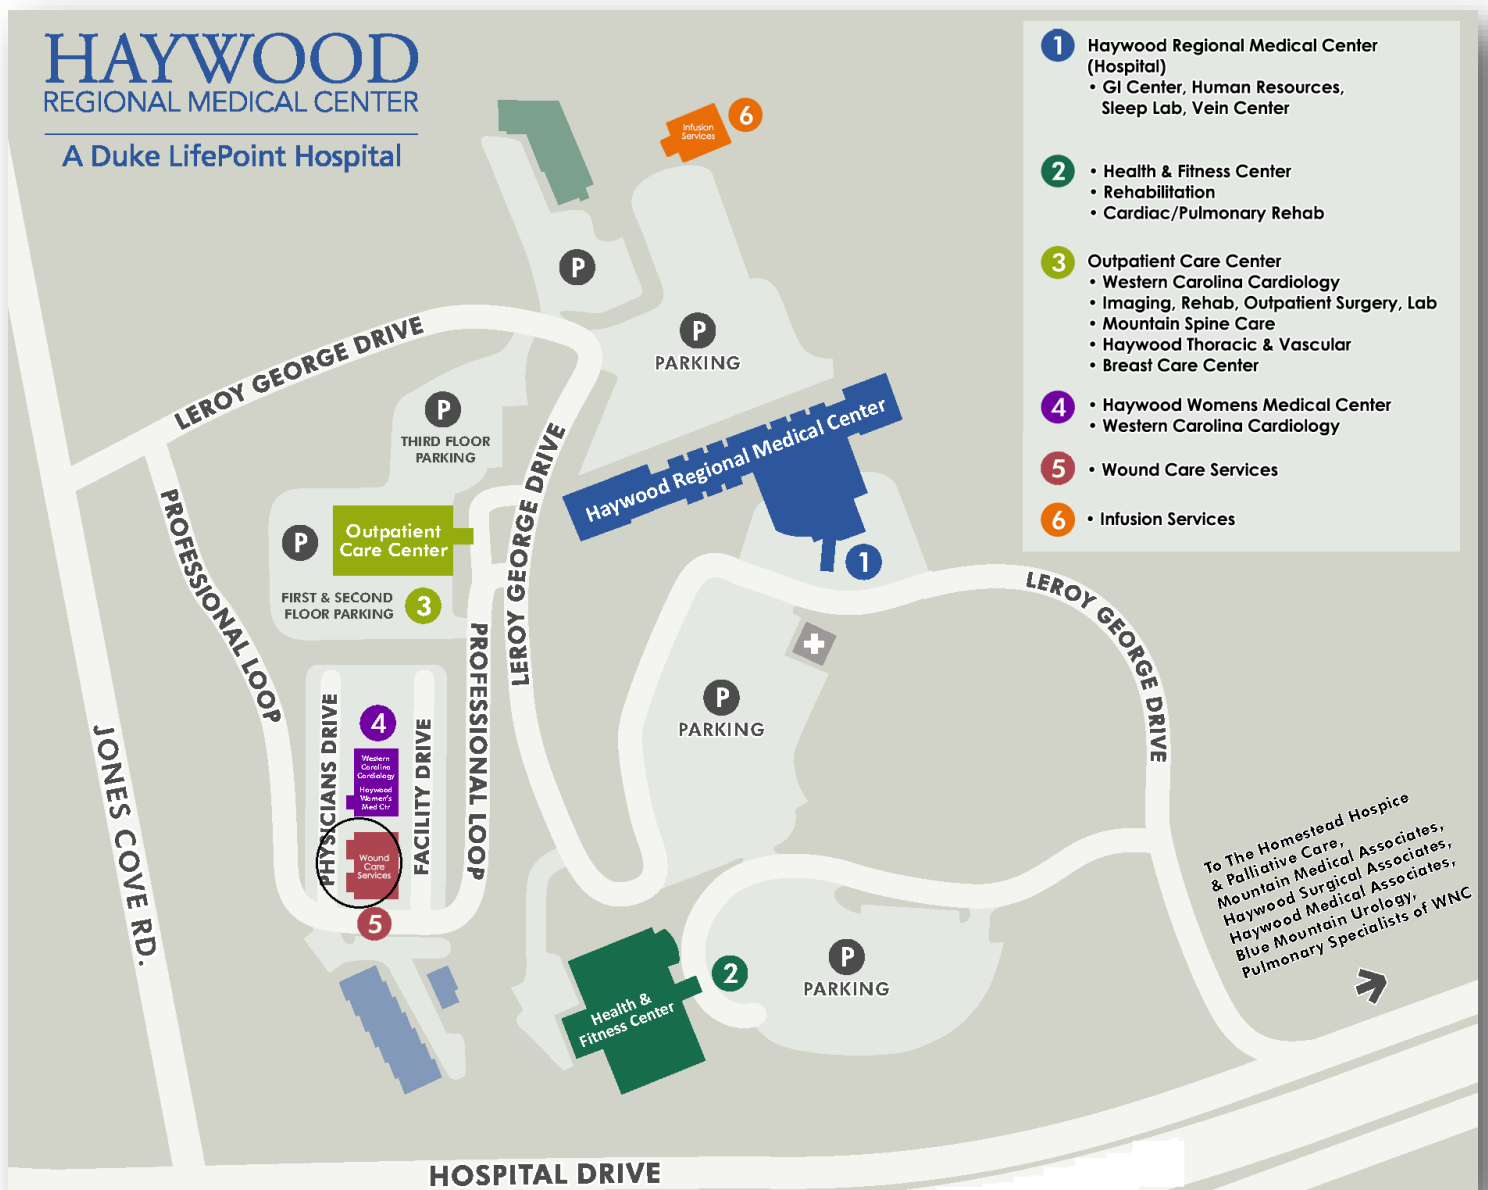 HAYWOOD
REGIONAL MEDICAL CENTER
A Duke LifePoint Hospital
1 Haywood Regional Medical Center
(Hospital)
• GI Center, Human Resources,
Sleep Lab, Vein Center
2 • Health & Fitness Center
• Rehabilitation
• Cardiac/Pulmonary Rehab
3 Outpatient Care Center
• Western Carolina Cardiology
• Imaging, Rehab, Outpatient Surgery, Lab
• Mountain Spine Care
• Haywood Thoracic & Vascular
• Breast Care Center
4 • Haywood Womens Medical Center
• Western Carolina Cardiology
5 • Wound Care Services
6 • Infusion Services
Infusion
Services
6
P
P
PARKING
LEROY GEORGE DRIVE
P
THIRD FLOOR
PARKING
LEROY GEORGE DRIVE
Haywood Regional Medical Center
1
P
Outpatient
Care Center
FIRST & SECOND
FLOOR PARKING
3
PROFESSIONAL LOOP
PROFESSIONAL LOOP
LEROY GEORGE DRIVE
P
PARKING
PHYSICIANS DRIVE
FACILITY DRIVE
4
Western
Carolina
Cardiology
Haywood
Women's
Med Ctr
Wound
Care
Services
5
JONES COVE RD.
2
Health &
Fitness Center
P
PARKING
To The Homestead Hospice
& Palliative Care,
Mountain Medical Associates,
Haywood Surgical Associates,
Haywood Medical Associates,
Blue Mountain Urology,
Pulmonary Specialists of WNC
HOSPITAL DRIVE